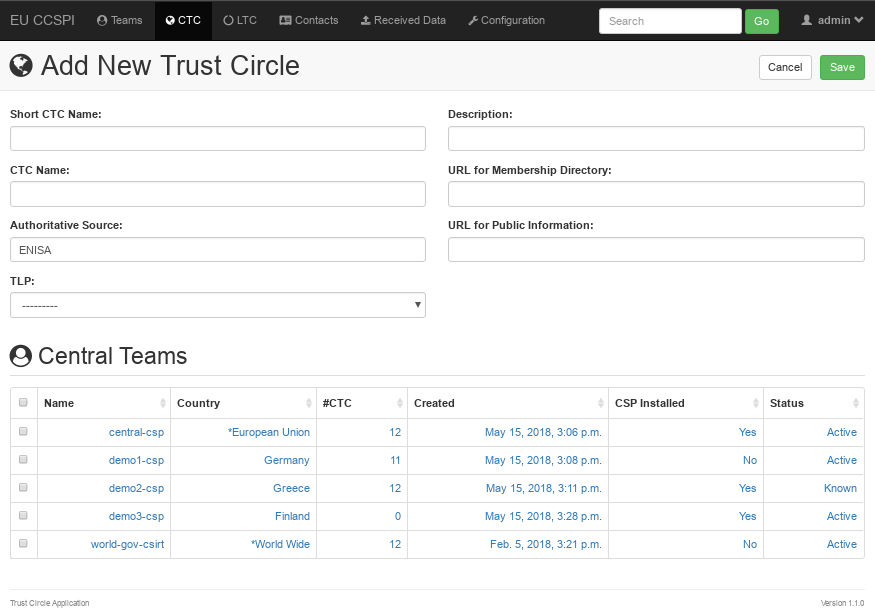 EU CCSPI Teams CTC LTC Contacts Received Data Configuration Search Go admin
Add New Trust Circle Cancel Save
Short CTC Name: Description:
CTC Name: URL for Membership Directory:
Authoritative Source: URL for Public Information:
ENISA
TLP:
---------
Central Teams
Name Country #CTC Created CSP Installed Status
central-csp *European Union 12 May 15, 2018, 3:06 p.m. Yes Active
demo1-csp Germany 11 May 15, 2018, 3:08 p.m. No Active
demo2-csp Greece 12 May 15, 2018, 3:11 p.m. Yes Known
demo3-csp Finland 0 May 15, 2018, 3:28 p.m. Yes Active
world-gov-csirt *World Wide 12 Feb. 5, 2018, 3:21 p.m. No Active
Trust Circle Application Version 1.1.0